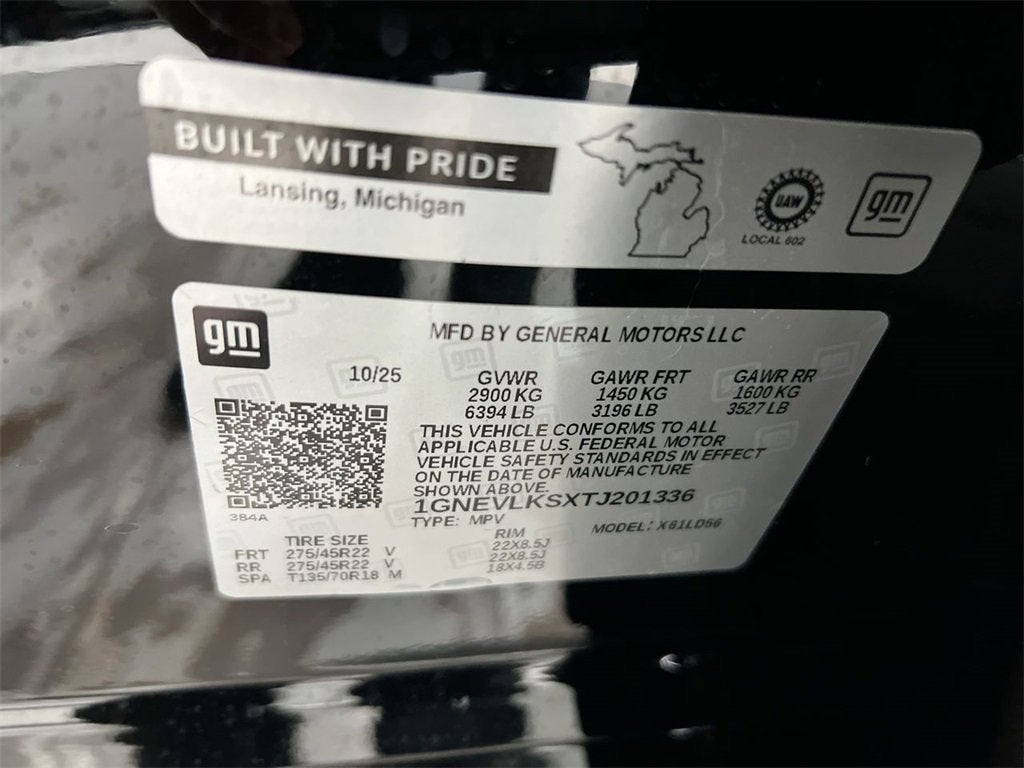 BUILT WITH PRIDE
Lansing, Michigan
UAW
LOCAL 602
gm
gm
MFD BY GENERAL MOTORS LLC
10/25 GVWR GAWR FRT GAWR RR
2900 KG 1450 KG 1600 KG
6394 LB 3196 LB 3527 LB
THIS VEHICLE CONFORMS TO ALL
APPLICABLE U.S. FEDERAL MOTOR
VEHICLE SAFETY STANDARDS IN EFFECT
ON THE DATE OF MANUFACTURE
SHOWN ABOVE.
1GNEVLKSXTJ201336
TYPE: MPV MODEL: X61LD56
384A
TIRE SIZE RIM
FRT 275/45R22 V 22X8.5J
RR 275/45R22 V 22X8.5J
SPA T135/70R18 M 18X4.5B